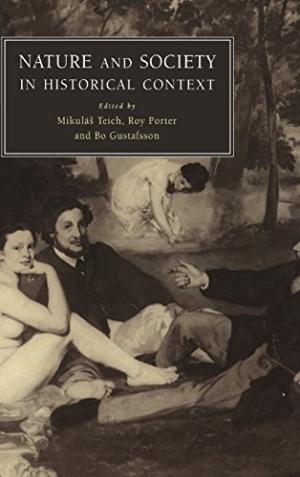 NATURE AND SOCIETY
IN HISTORICAL CONTEXT
Edited by
Mikuláš Teich, Roy Porter
and Bo Gustafsson